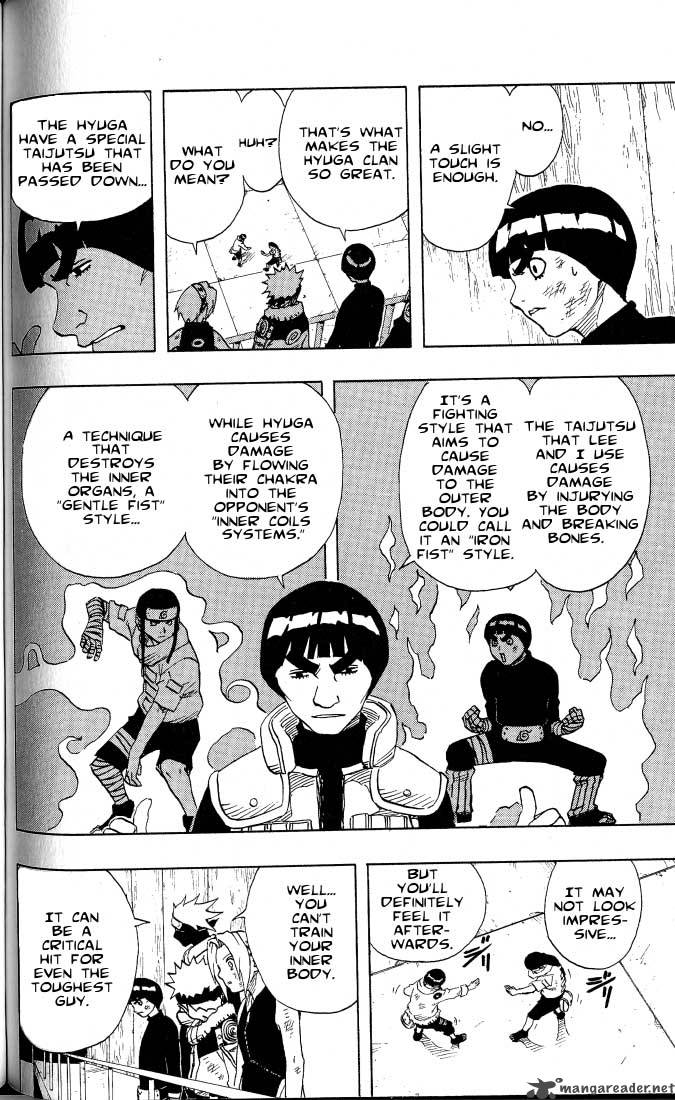 NO...
A SLIGHT
TOUCH IS
ENOUGH.
THAT'S WHAT
MAKES THE
HYUGA CLAN
SO GREAT.
HUH?
WHAT
DO YOU
MEAN?
THE HYUGA
HAVE A SPECIAL
TAIJUTSU THAT
HAS BEEN
PASSED DOWN...
THE TAIJUTSU
THAT LEE
AND I USE
CAUSES
DAMAGE
BY INJURYING
THE BODY
AND BREAKING
BONES.
IT'S A
FIGHTING
STYLE THAT
AIMS TO
CAUSE
DAMAGE
TO THE
OUTER
BODY. YOU
COULD CALL
IT AN "IRON
FIST" STYLE.
WHILE HYUGA
CAUSES
DAMAGE
BY FLOWING
THEIR CHAKRA
INTO THE
OPPONENT'S
"INNER COILS
SYSTEMS."
A TECHNIQUE
THAT
DESTROYS
THE INNER
ORGANS, A
"GENTLE FIST"
STYLE...
IT MAY
NOT LOOK
IMPRES-
SIVE...
BUT
YOU'LL
DEFINITELY
FEEL IT
AFTER-
WARDS.
WELL...
YOU
CAN'T
TRAIN
YOUR
INNER
BODY.
IT CAN
BE A
CRITICAL
HIT FOR
EVEN THE
TOUGHEST
GUY.
mangareader.net